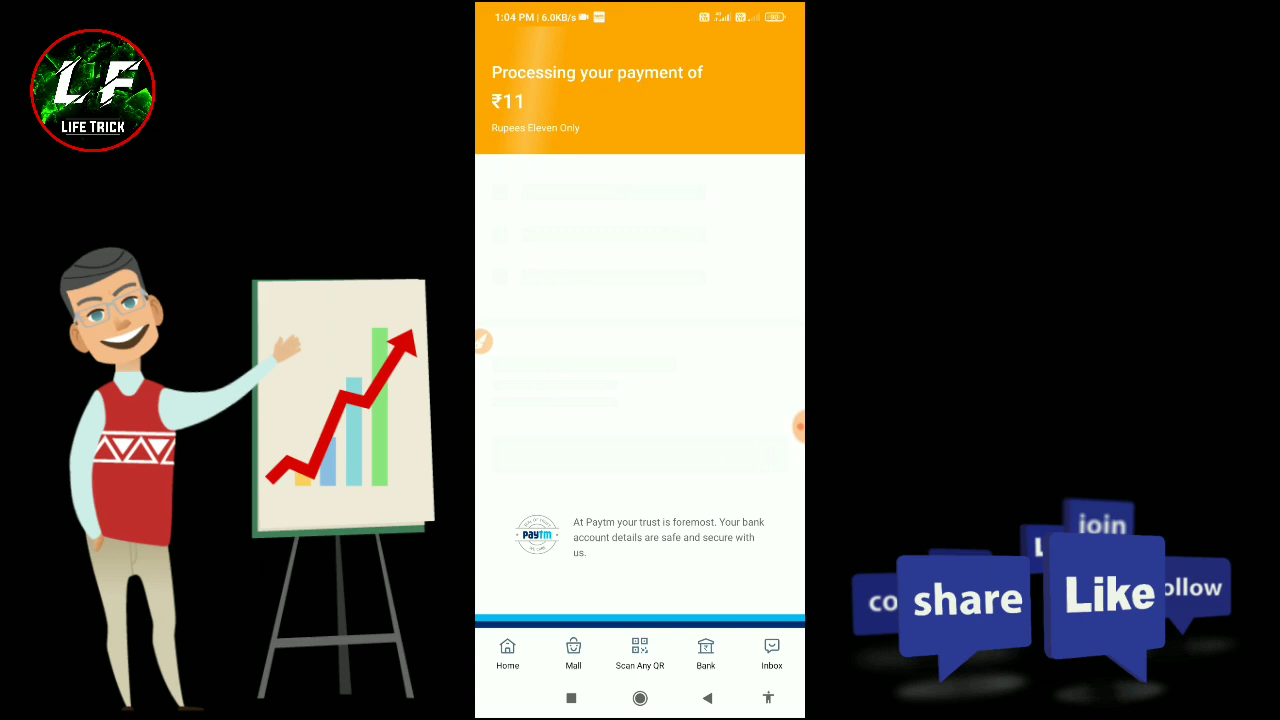 LF
LIFE TRICK
1:04 PM | 6.0KB/s
Processing your payment of
₹11
Rupees Eleven Only
Paytm
At Paytm your trust is foremost. Your bank
account details are safe and secure with
us.
Home
Mall
Scan Any QR
Bank
Inbox
join
share
Like
ollow
co
L